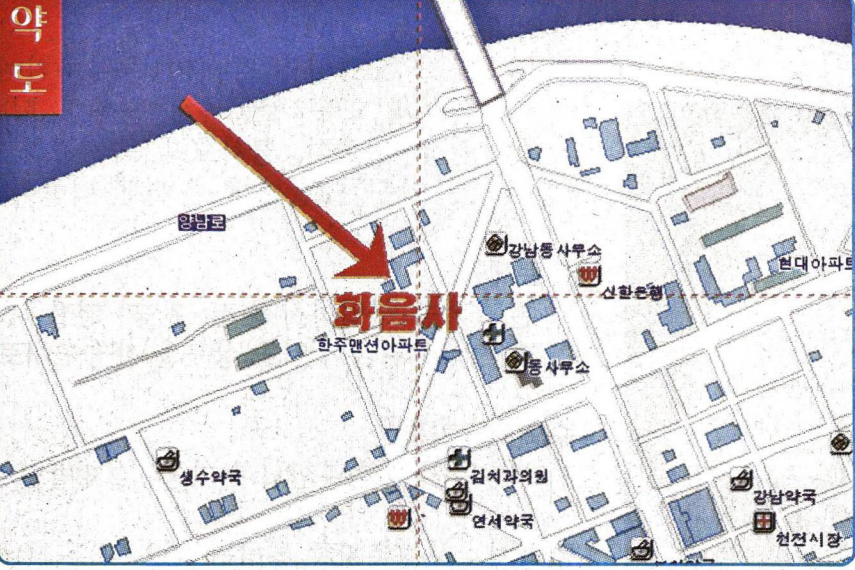 약도
양남로
강남동사무소
신한은행
현대아파트
화음사
한주맨션아파트
동사무소
생수약국
김치과의원
연세약국
강남약국
천전시장